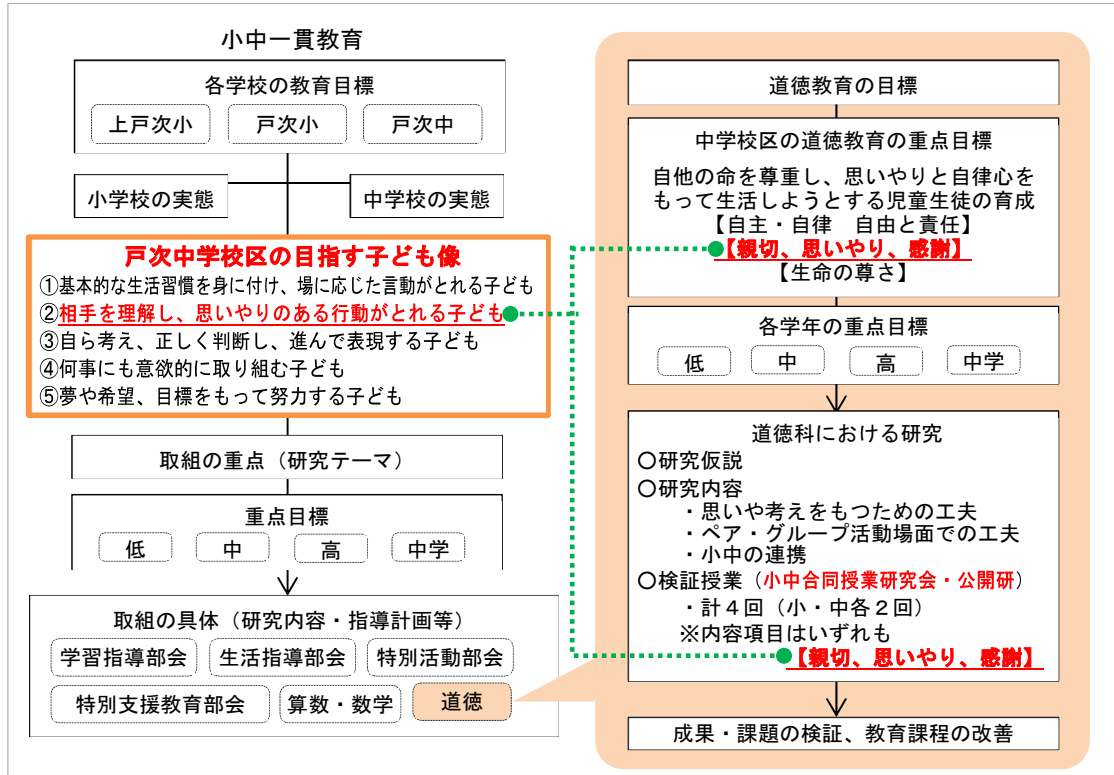 小中一貫教育
各学校の教育目標
上戸次小
戸次小
戸次中
小学校の実態
中学校の実態
戸次中学校区の目指す子ども像
①基本的な生活習慣を身に付け、場に応じた言動がとれる子ども
②相手を理解し、思いやりのある行動がとれる子ども
③自ら考え、正しく判断し、進んで表現する子ども
④何事にも意欲的に取り組む子ども
⑤夢や希望、目標をもって努力する子ども
取組の重点（研究テーマ）
重点目標
低
中
高
中学
取組の具体（研究内容・指導計画等）
学習指導部会
生活指導部会
特別活動部会
特別支援教育部会
算数・数学
道徳
道徳教育の目標
中学校区の道徳教育の重点目標
自他の命を尊重し、思いやりと自律心を
もって生活しようとする児童生徒の育成
【自主・自律　自由と責任】
【親切、思いやり、感謝】
【生命の尊さ】
各学年の重点目標
低
中
高
中学
道徳科における研究
〇研究仮説
〇研究内容
・思いや考えをもつための工夫
・ペア・グループ活動場面での工夫
・小中の連携
〇検証授業（小中合同授業研究会・公開研）
・計４回（小・中各２回）
※内容項目はいずれも
【親切、思いやり、感謝】
成果・課題の検証、教育課程の改善